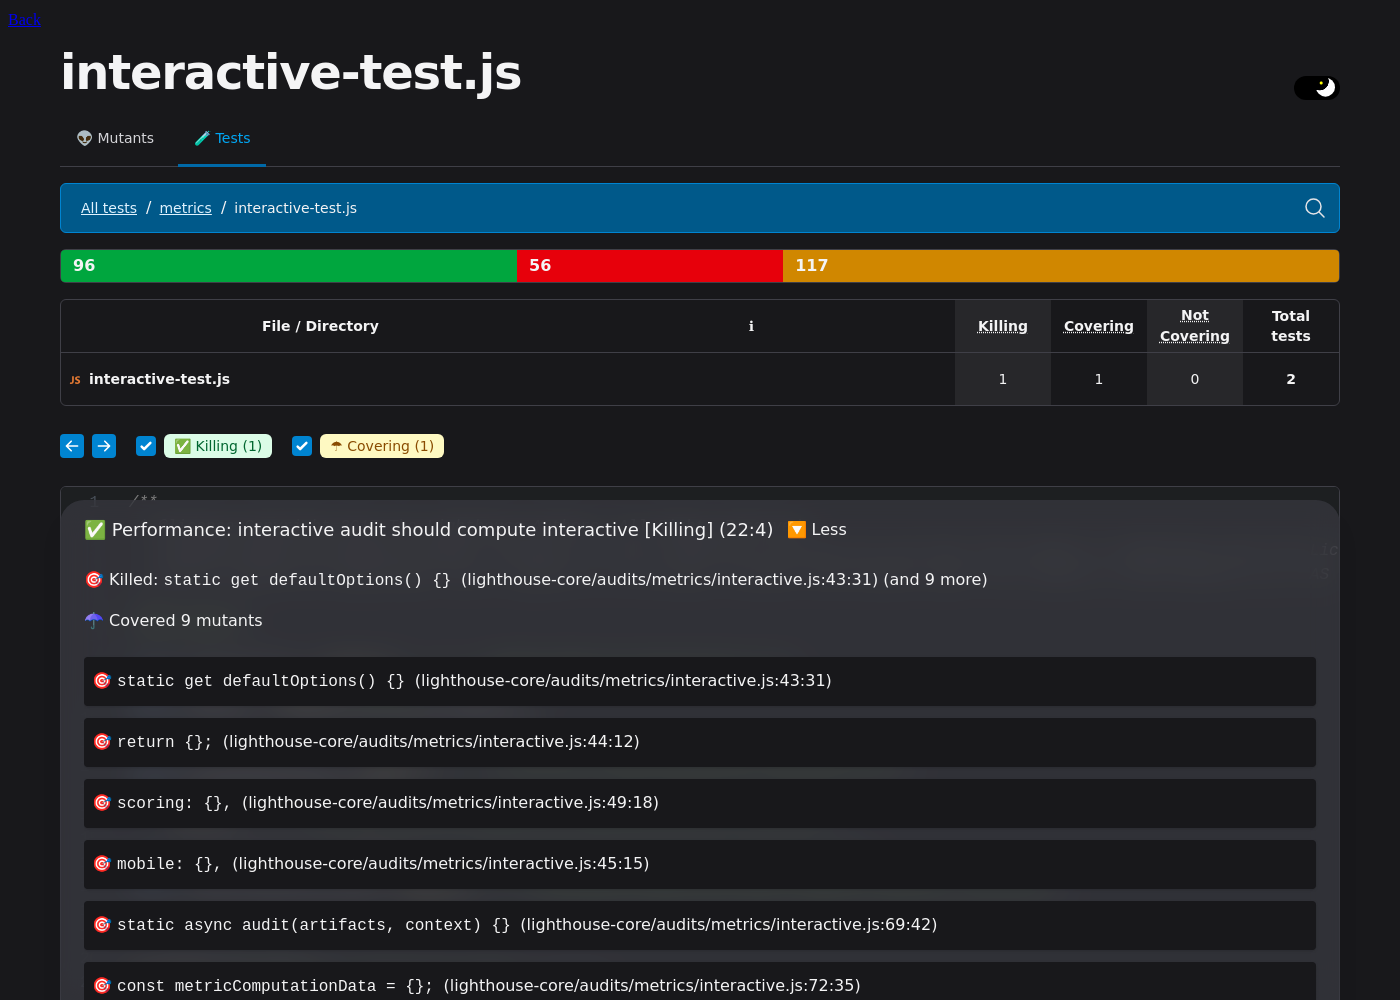 Back
interactive-test.js
👽 Mutants 🧪 Tests
All tests / metrics / interactive-test.js
96 56 117
File / Directory ℹ Killing Covering Not Covering Total tests
JS interactive-test.js 1 1 0 2
✅ Killing (1) ☂ Covering (1)
1 /**
✅ Performance: interactive audit should compute interactive [Killing] (22:4) 🔽 Less
🎯 Killed: static get defaultOptions() {} (lighthouse-core/audits/metrics/interactive.js:43:31) (and 9 more)
☂️ Covered 9 mutants
🎯 static get defaultOptions() {} (lighthouse-core/audits/metrics/interactive.js:43:31)
🎯 return {}; (lighthouse-core/audits/metrics/interactive.js:44:12)
🎯 scoring: {}, (lighthouse-core/audits/metrics/interactive.js:49:18)
🎯 mobile: {}, (lighthouse-core/audits/metrics/interactive.js:45:15)
🎯 static async audit(artifacts, context) {} (lighthouse-core/audits/metrics/interactive.js:69:42)
🎯 const metricComputationData = {}; (lighthouse-core/audits/metrics/interactive.js:72:35)